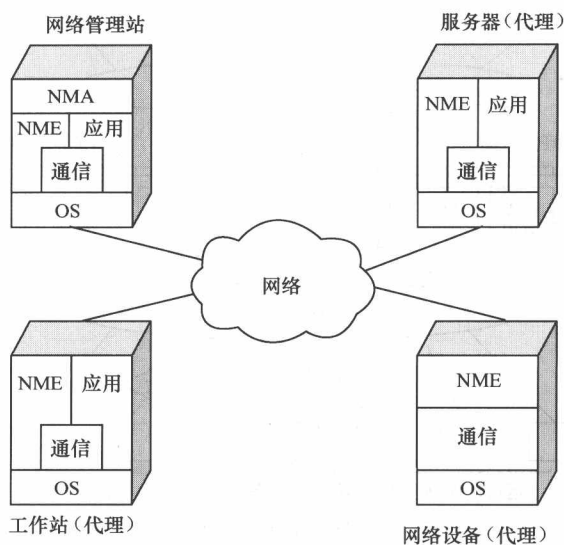 网络管理站
NMA
NME 应用
通信
OS
服务器(代理)
NME 应用
通信
OS
网络
NME 应用
通信
OS
工作站(代理)
NME
通信
OS
网络设备(代理)